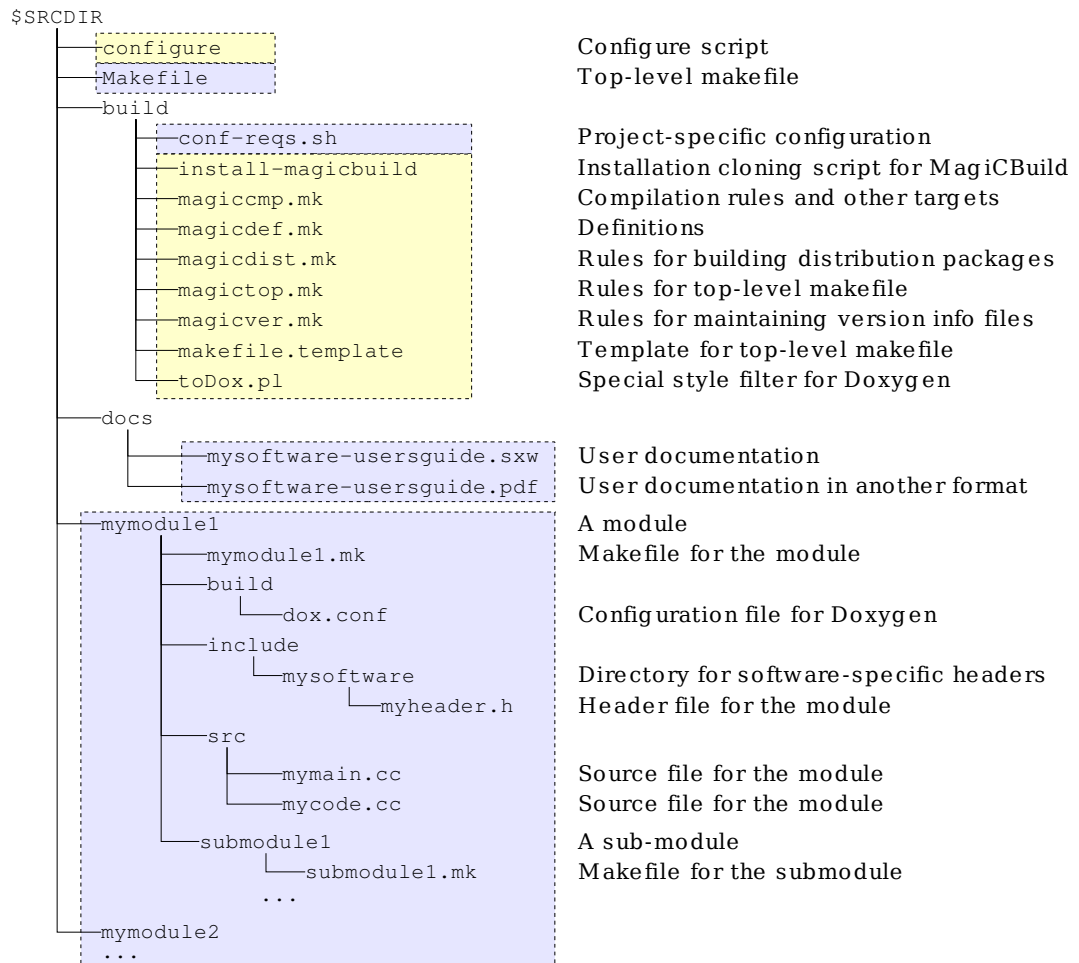 $SRCDIR
configure Configure script
Makefile Top-level makefile
build
conf-reqs.sh Project-specific configuration
install-magicbuild Installation cloning script for MagiCBuild
magiccmp.mk Compilation rules and other targets
magicdef.mk Definitions
magicdist.mk Rules for building distribution packages
magictop.mk Rules for top-level makefile
magicver.mk Rules for maintaining version info files
makefile.template Template for top-level makefile
toDox.pl Special style filter for Doxygen
docs
mysoftware-usersguide.sxw User documentation
mysoftware-usersguide.pdf User documentation in another format
mymodule1 A module
mymodule1.mk Makefile for the module
build
dox.conf Configuration file for Doxygen
include
mysoftware Directory for software-specific headers
myheader.h Header file for the module
src
mymain.cc Source file for the module
mycode.cc Source file for the module
submodule1 A sub-module
submodule1.mk Makefile for the submodule
...
mymodule2
...